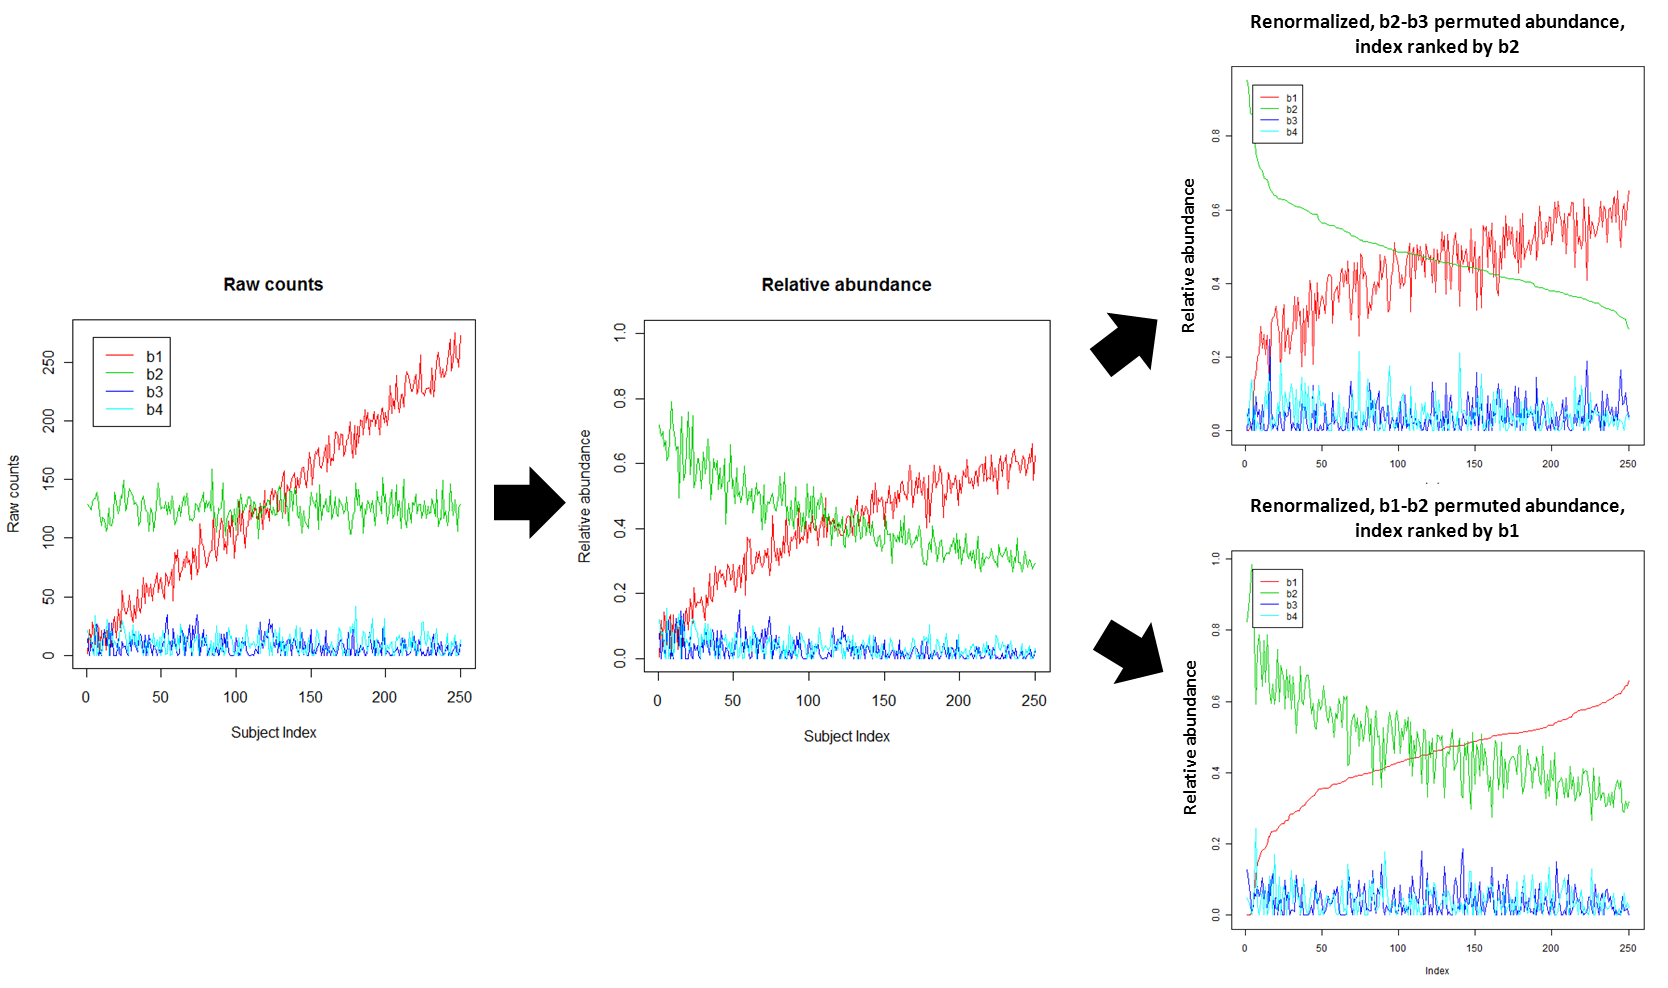 Raw counts
b1
b2
b3
b4
Raw counts
0
50
100
150
200
250
0
50
100
150
200
250
Subject Index
Relative abundance
Relative abundance
0.0
0.2
0.4
0.6
0.8
1.0
0
50
100
150
200
250
Subject Index
Renormalized, b2-b3 permuted abundance,
index ranked by b2
b1
b2
b3
b4
Relative abundance
0.0
0.2
0.4
0.6
0.8
0
50
100
150
200
250
Renormalized, b1-b2 permuted abundance,
index ranked by b1
b1
b2
b3
b4
Relative abundance
0.0
0.2
0.4
0.6
0.8
1.0
0
50
100
150
200
250
Index